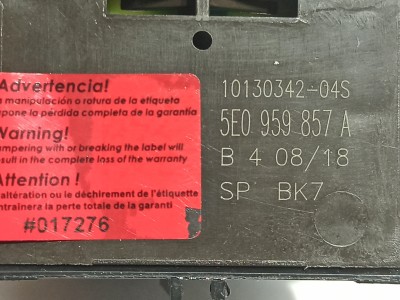 Advertencia!
a manipulación o rotura de la etiqueta
upone la pérdida completa de la garantía
Warning!
ampering with or breaking the label will
esult in the complete loss of the warranty
Attention !
altération ou le déchirement de l'étiquette
ntraînera la perte totale de la garanti
#017276
10130342-04S
5E0 959 857 A
B 4 08/18
SP BK7